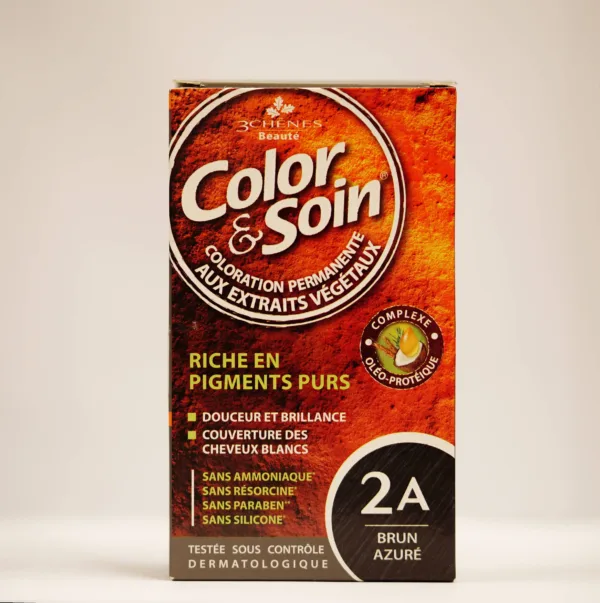 3CHÊNES
Beauté
Color
& Soin®
COLORATION PERMANENTE
AUX EXTRAITS VÉGÉTAUX
COMPLEXE
OLÉO-PROTÉIQUE
RICHE EN
PIGMENTS PURS
DOUCEUR ET BRILLANCE
COUVERTURE DES
CHEVEUX BLANCS
SANS AMMONIAQUE*
SANS RÉSORCINE*
SANS PARABEN**
SANS SILICONE*
2A
BRUN
AZURÉ
TESTÉE SOUS CONTRÔLE
DERMATOLOGIQUE